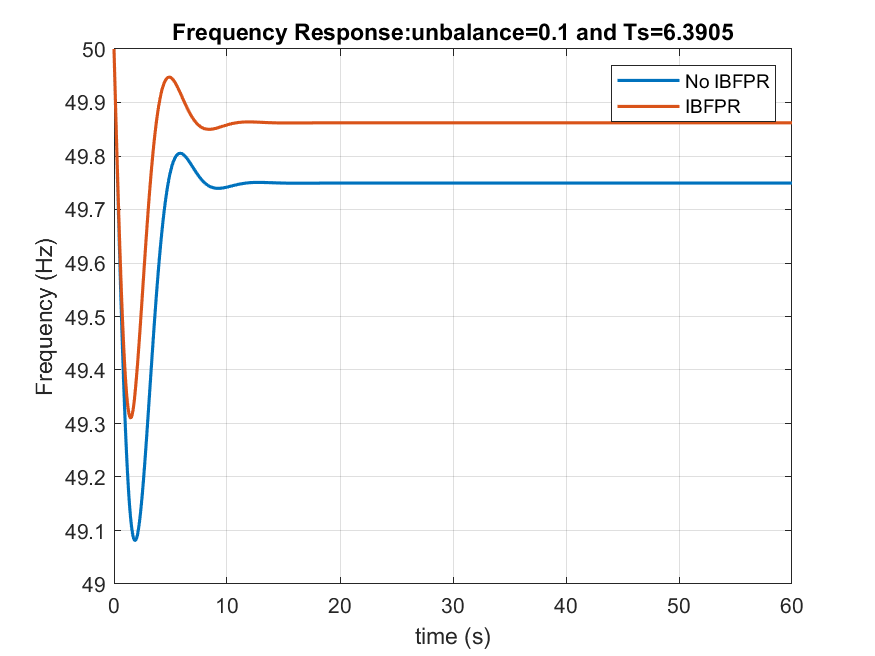 Frequency Response:unbalance=0.1 and Ts=6.3905
No IBFPR
IBFPR
50
49.9
49.8
49.7
49.6
49.5
49.4
49.3
49.2
49.1
49
Frequency (Hz)
0 10 20 30 40 50 60
time (s)